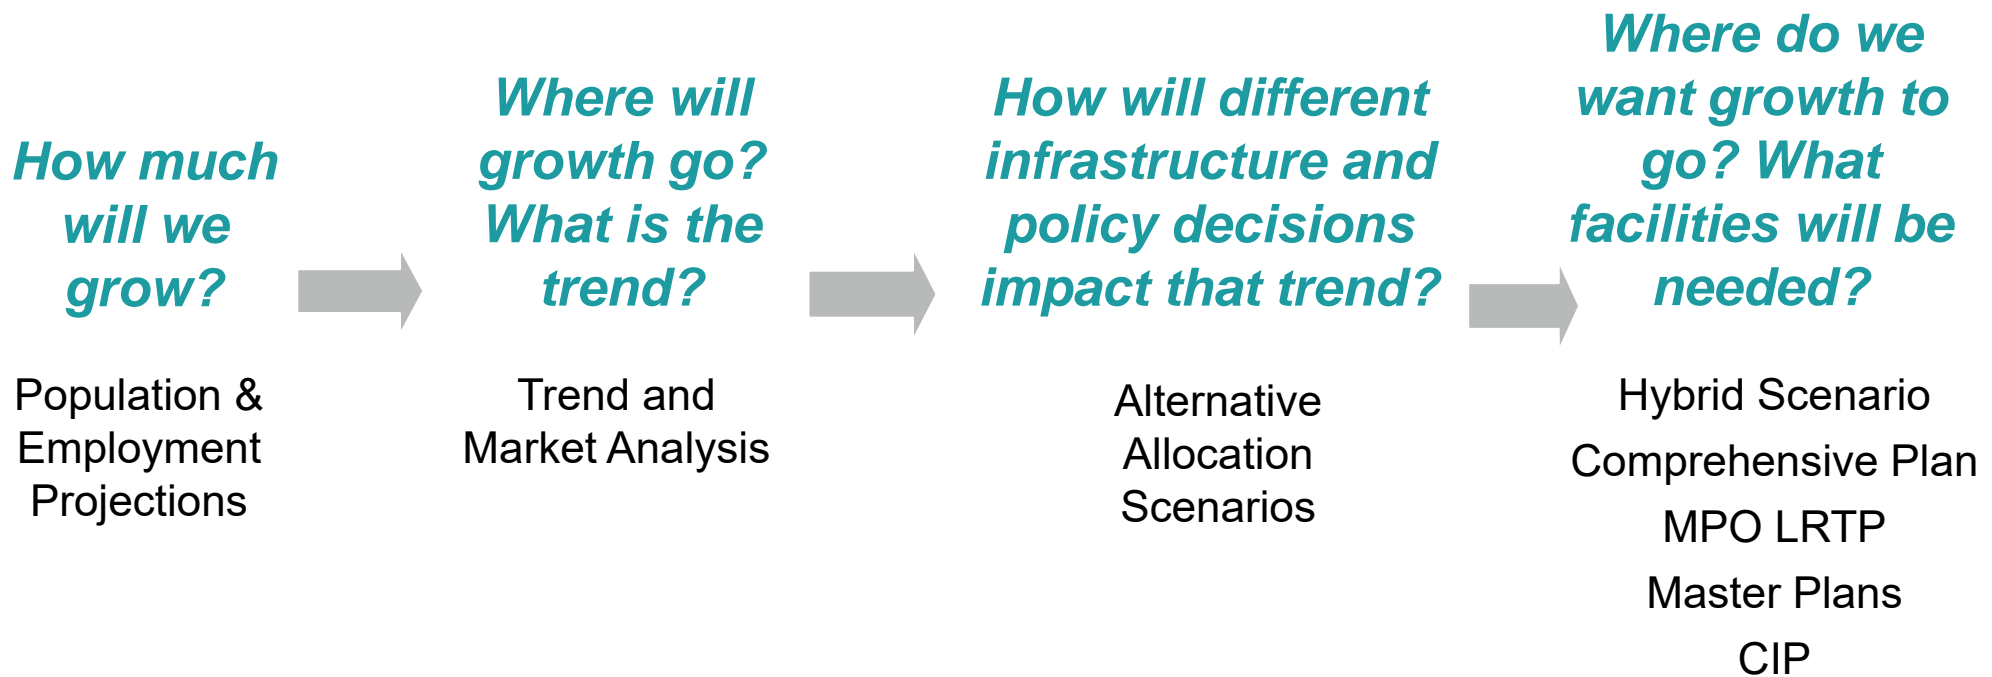 How much
will we
grow?
Population &
Employment
Projections
Where will
growth go?
What is the
trend?
Trend and
Market Analysis
How will different
infrastructure and
policy decisions
impact that trend?
Alternative
Allocation
Scenarios
Where do we
want growth to
go? What
facilities will be
needed?
Hybrid Scenario
Comprehensive Plan
MPO LRTP
Master Plans
CIP